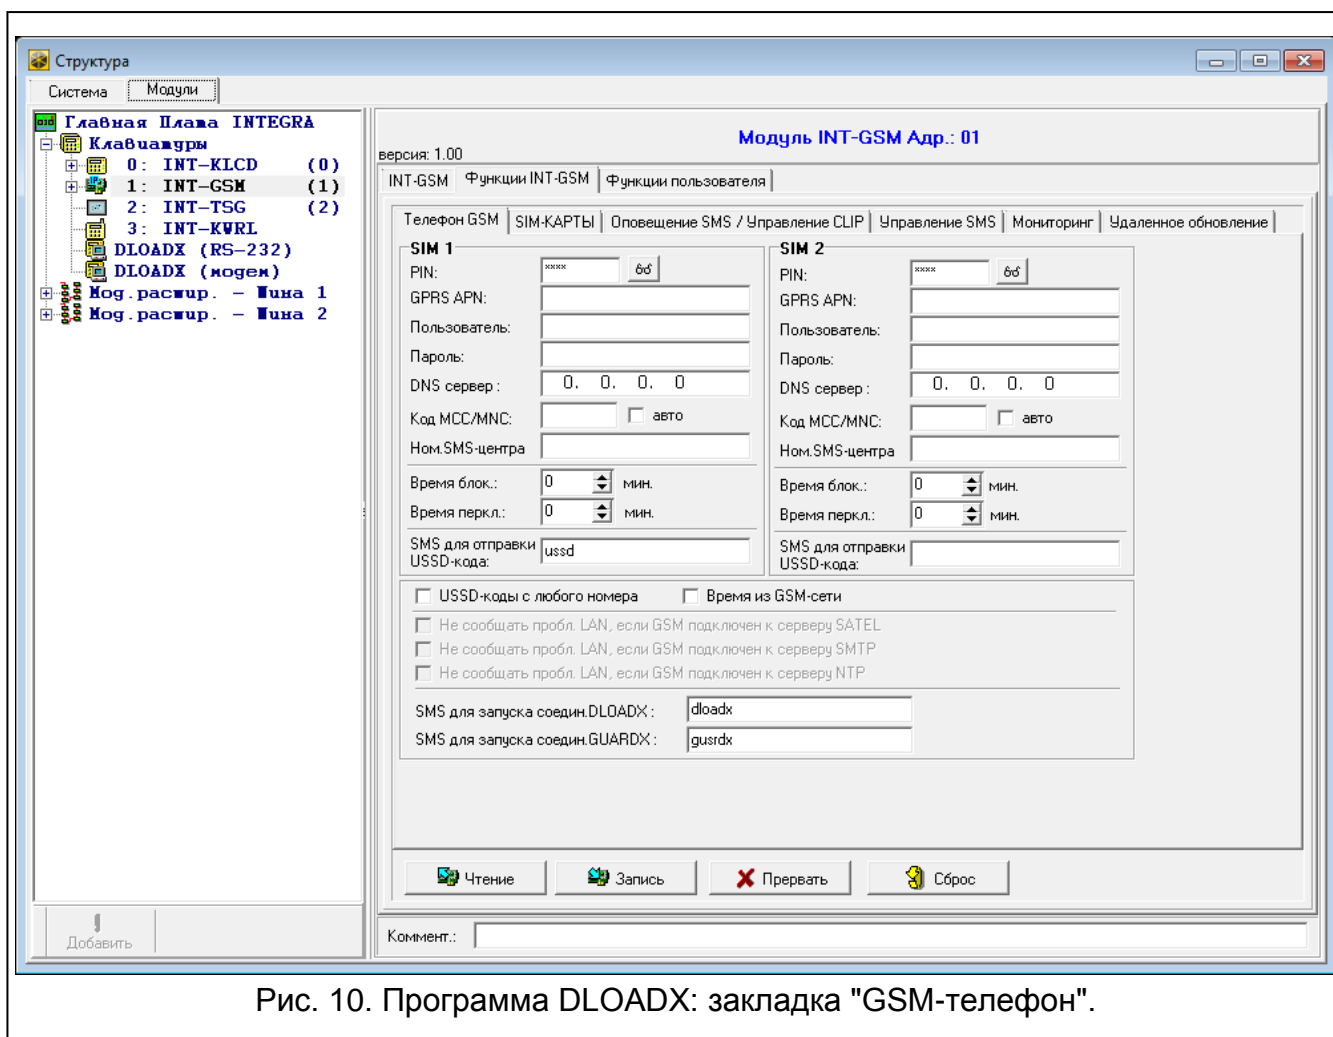 Структура
Система Модули
Главная Плата INTEGRA
Клавиатуры
0: INT-KLCD (0)
1: INT-GSM (1)
2: INT-TSG (2)
3: INT-KWRL
DLOADX (RS-232)
DLOADX (модем)
Мод.расшир. - Шина 1
Мод.расшир. - Шина 2
Добавить
Модуль INT-GSM Адр.: 01
версия: 1.00
INT-GSM Функции INT-GSM Функции пользователя
Телефон GSM SIM-КАРТЫ Оповещение SMS / Управление CLIP Управление SMS Мониторинг Удаленное обновление
SIM 1
PIN: ****
GPRS APN:
Пользователь:
Пароль:
DNS сервер : 0. 0. 0. 0
Код MCC/MNC: авто
Ном.SMS-центра
Время блок.: 0 мин.
Время перкл.: 0 мин.
SMS для отправки
USSD-кода: ussd
SIM 2
PIN: ****
GPRS APN:
Пользователь:
Пароль:
DNS сервер : 0. 0. 0. 0
Код MCC/MNC: авто
Ном.SMS-центра
Время блок.: 0 мин.
Время перкл.: 0 мин.
SMS для отправки
USSD-кода:
USSD-коды с любого номера Время из GSM-сети
Не сообщать пробл. LAN, если GSM подключен к серверу SATEL
Не сообщать пробл. LAN, если GSM подключен к серверу SMTP
Не сообщать пробл. LAN, если GSM подключен к серверу NTP
SMS для запуска соедин.DLOADX : dloadx
SMS для запуска соедин.GUARDX : gusrdx
Чтение Запись Прервать Сброс
Коммент.:
Рис. 10. Программа DLOADX: закладка "GSM-телефон".